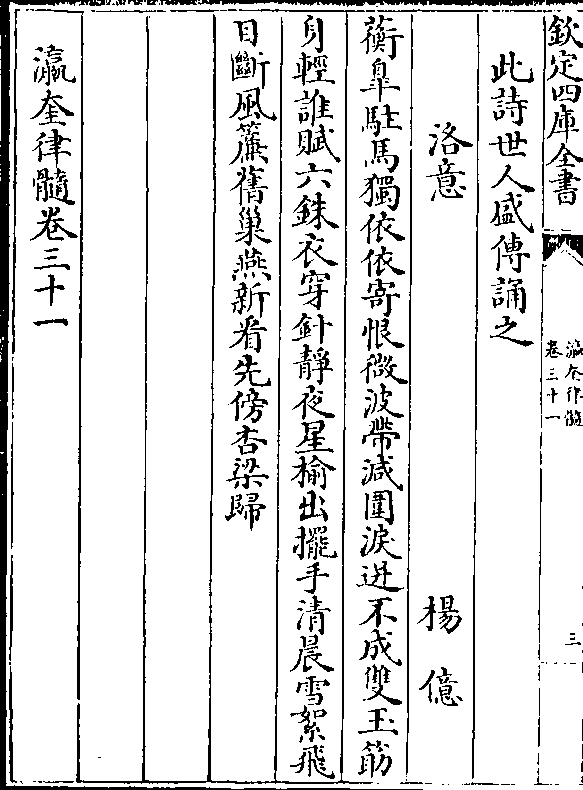 欽定四庫全書
瀛奎律髓
卷三十一
三
此詩世人盛傳誦之
洛意　楊億
蘅臯駐馬獨依依寄恨微波帶減圍淚迸不成雙玉筯
身輕誰賦六銖衣穿針靜夜星榆出擺手清晨雪絮飛
目斷風簾舊巢燕新看先傍杏梁歸
瀛奎律髓卷三十一